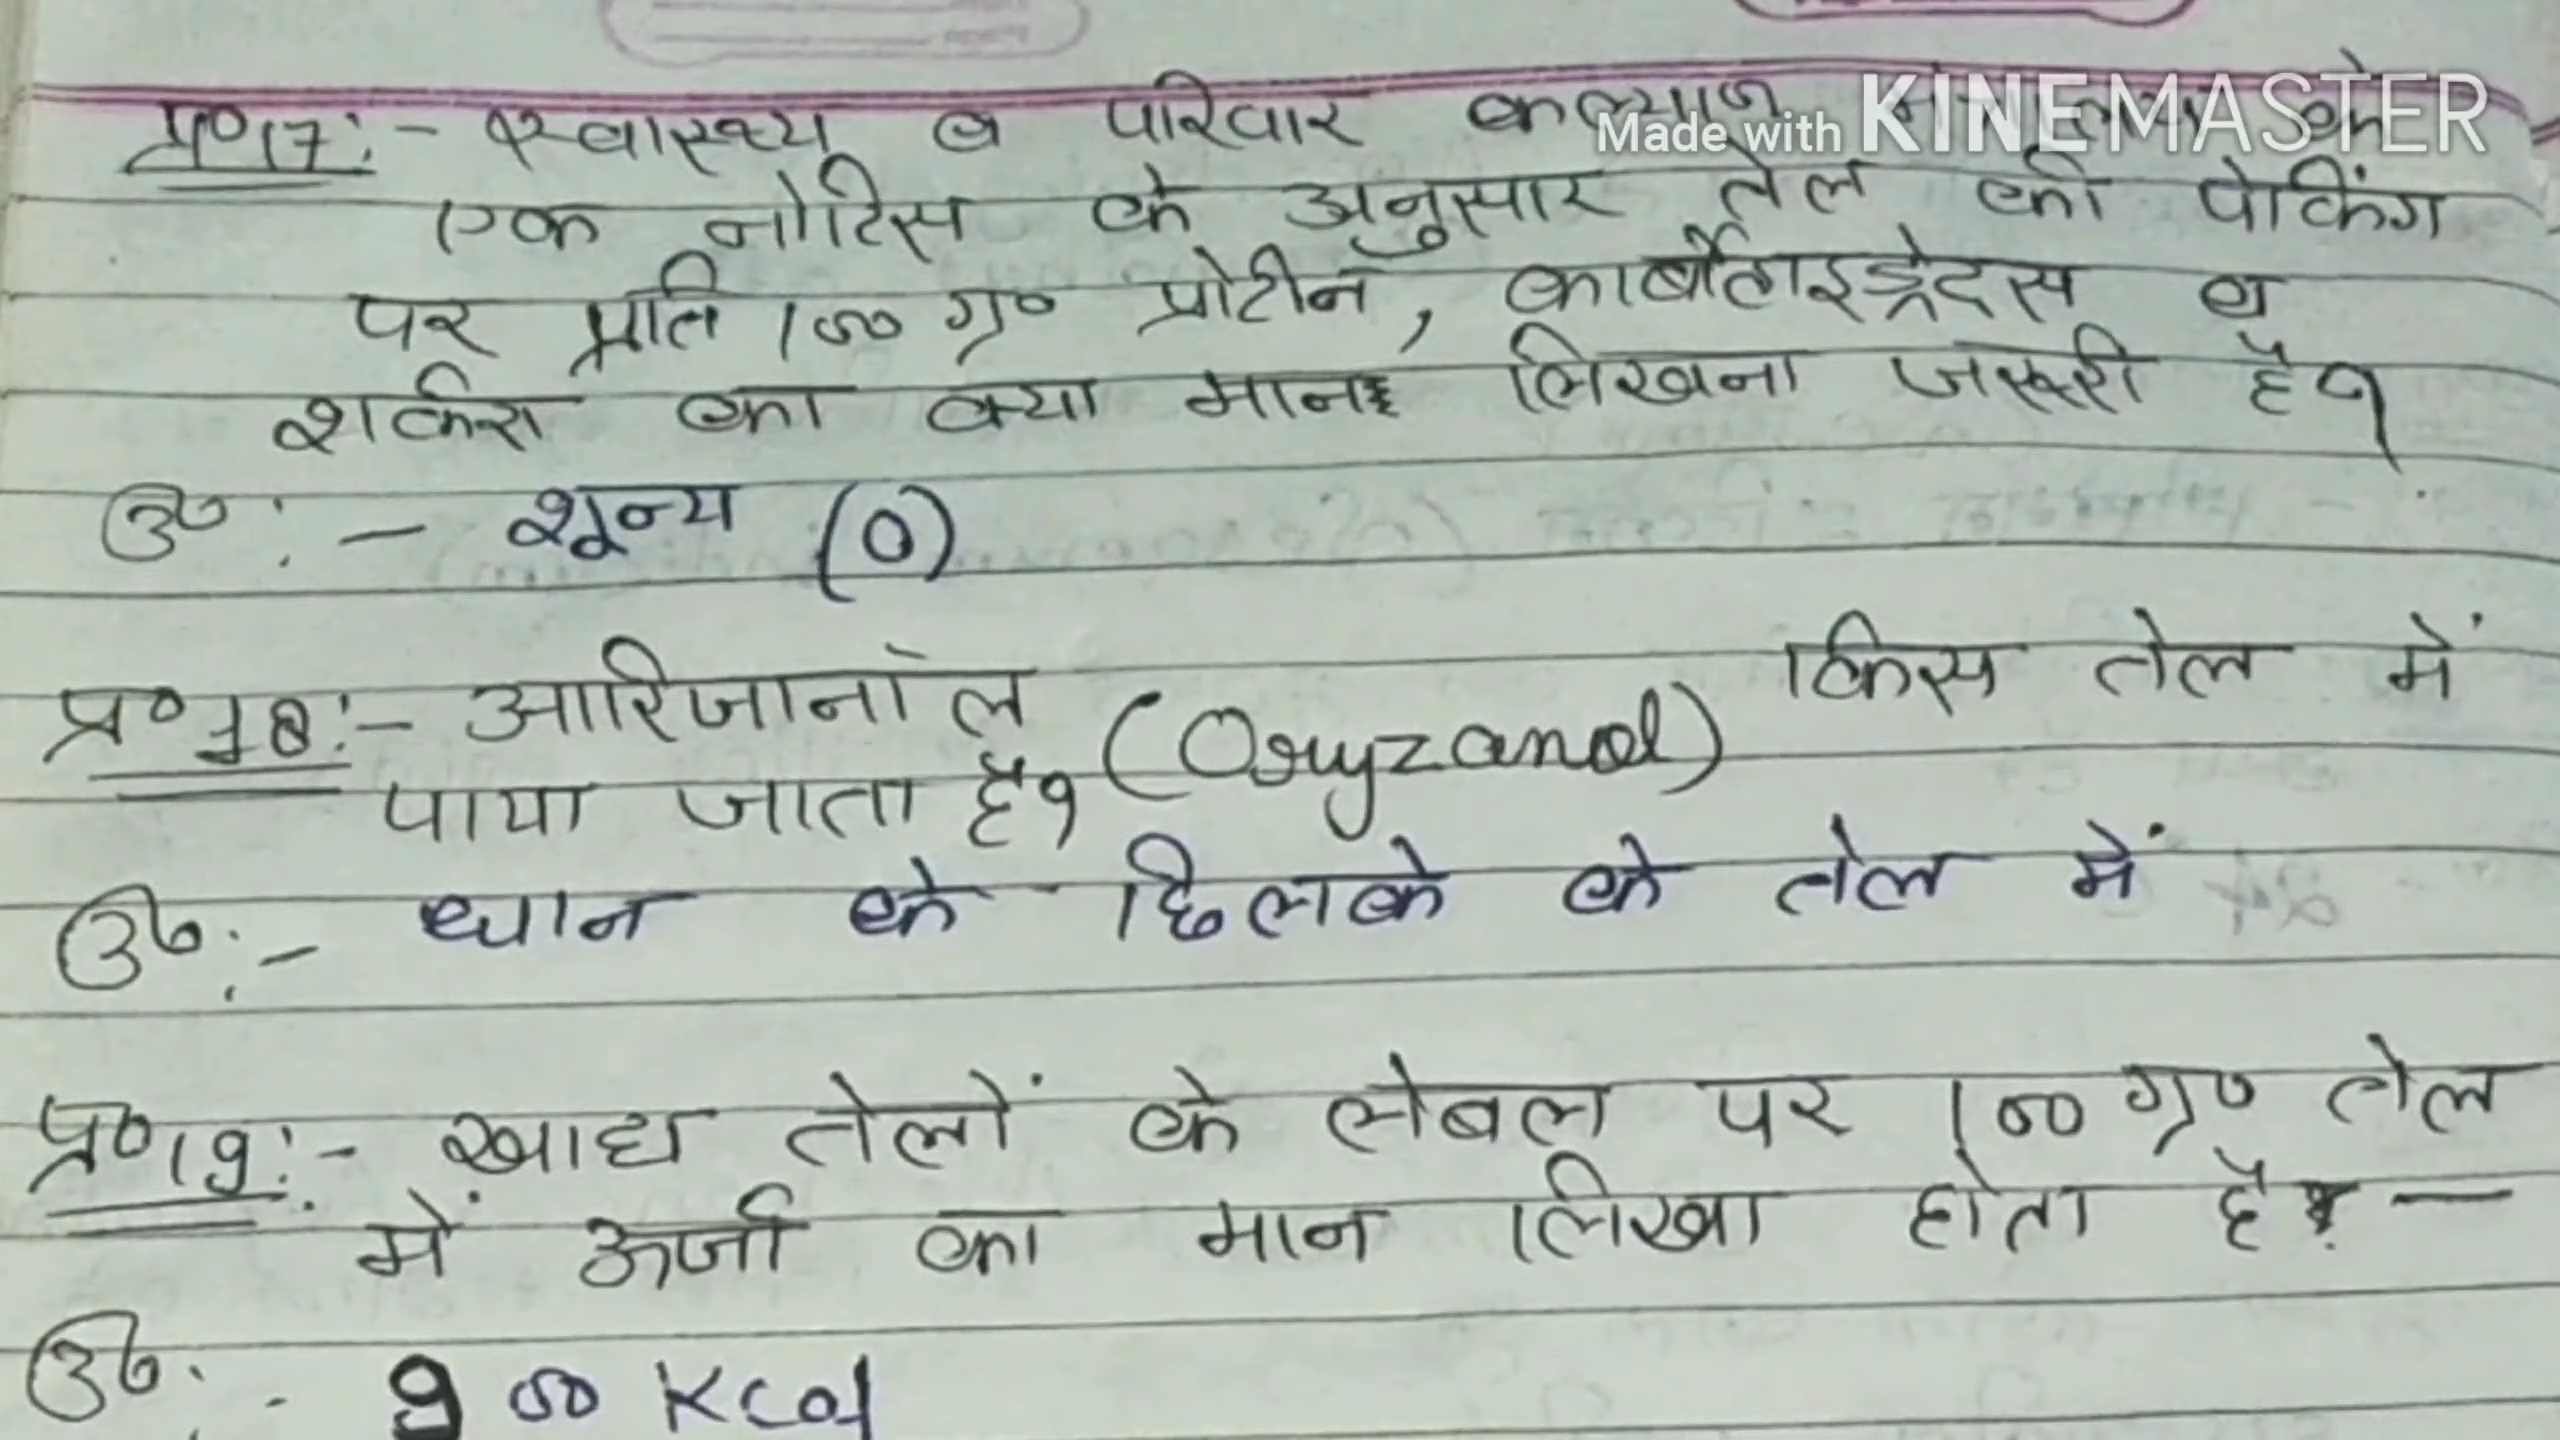 Made with KINEMASTER
प्र०17:- स्वास्थ्य व परिवार कल्याण मंत्रालय के
एक नोटिस के अनुसार तेल की पेकिंग
पर प्रति 100 ग्र० प्रोटीन, कार्बोहाइड्रेट्स व
शर्करा का क्या मान लिखना जरूरी है?
उ०:- शून्य (0)
प्र०18:- आरिजानॉल (Oryzanol) किस तेल में
पाया जाता है?
उ०:- धान के छिलके के तेल में
प्र०19:- खाद्य तेलों के लेबल पर 100 ग्र० तेल
में ऊर्जा का मान लिखा होता है? -
उ०:- 900 Kcal